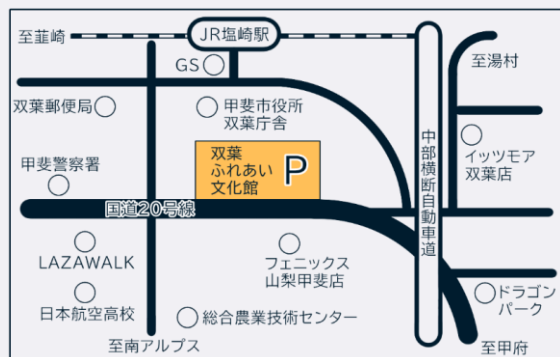 JR塩崎駅
至韮崎
GS
至湯村
双葉郵便局
甲斐市役所
双葉庁舎
中部横断自動車道
イッツモア
双葉店
双葉
ふれあい
文化館
P
甲斐警察署
国道20号線
LAZAWALK
フェニックス
山梨甲斐店
日本航空高校
総合農業技術センター
ドラゴン
パーク
至南アルプス
至甲府